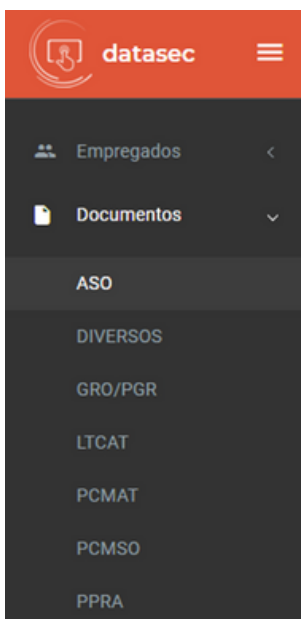 datasec
Empregados
Documentos
ASO
DIVERSOS
GRO/PGR
LTCAT
PCMAT
PCMSO
PPRA